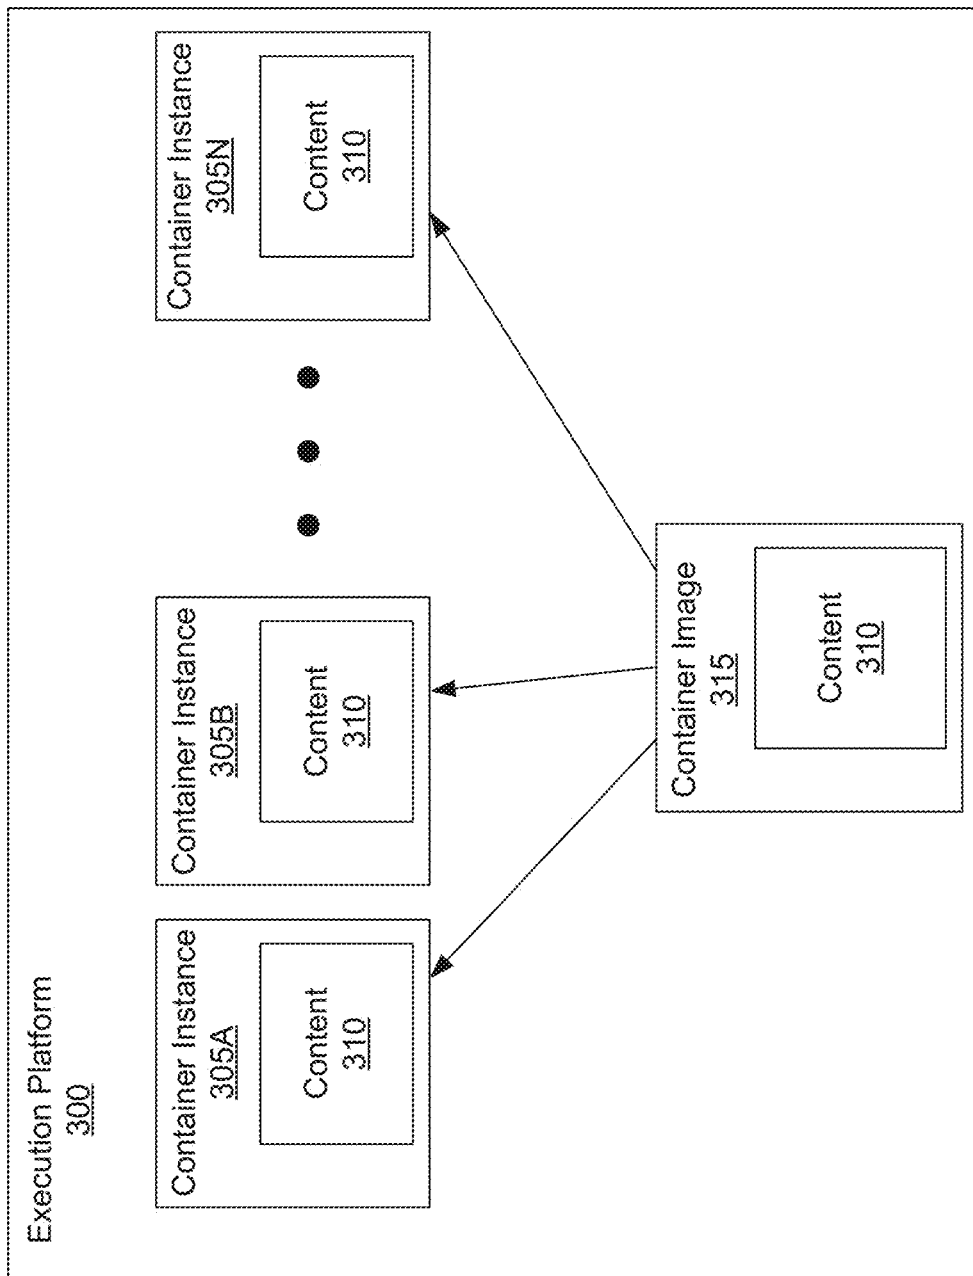 Execution Platform
300
Container Instance
305A
Content
310
Container Instance
305B
Content
310
Container Instance
305N
Content
310
Container Image
315
Content
310